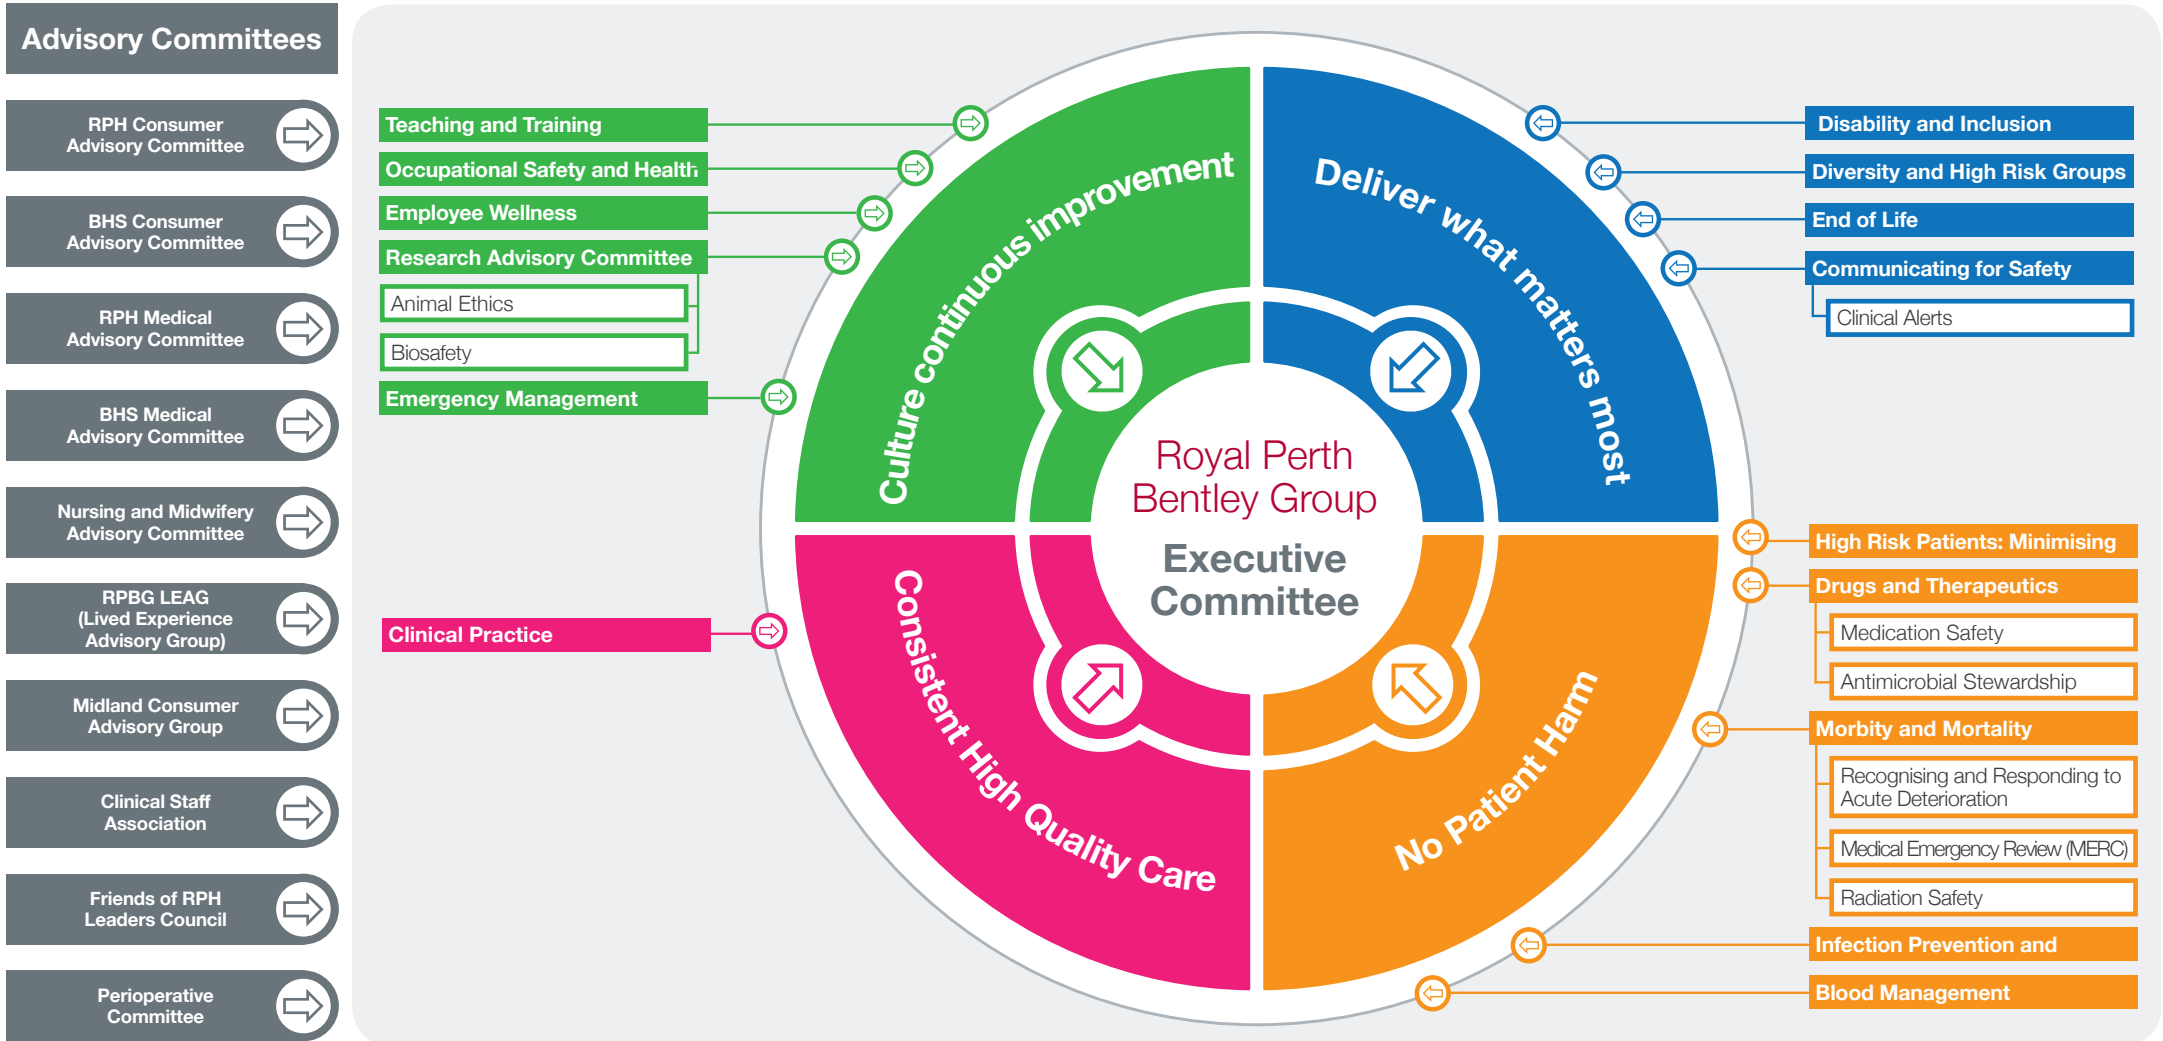 Advisory Committees
RPH Consumer
Advisory Committee
BHS Consumer
Advisory Committee
RPH Medical
Advisory Committee
BHS Medical
Advisory Committee
Nursing and Midwifery
Advisory Committee
RPBG LEAG
(Lived Experience
Advisory Group)
Midland Consumer
Advisory Group
Clinical Staff
Association
Friends of RPH
Leaders Council
Perioperative
Committee
Teaching and Training
Occupational Safety and Health
Employee Wellness
Research Advisory Committee
Animal Ethics
Biosafety
Emergency Management
Clinical Practice
Culture continuous improvement
Deliver what matters most
Royal Perth
Bentley Group
Executive
Committee
Consistent High Quality Care
No Patient Harm
Disability and Inclusion
Diversity and High Risk Groups
End of Life
Communicating for Safety
Clinical Alerts
High Risk Patients: Minimising
Drugs and Therapeutics
Medication Safety
Antimicrobial Stewardship
Morbity and Mortality
Recognising and Responding to
Acute Deterioration
Medical Emergency Review (MERC)
Radiation Safety
Infection Prevention and
Blood Management